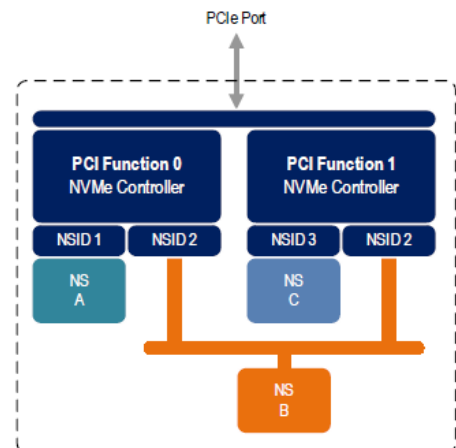 PCIe Port
PCI Function 0
NVMe Controller
PCI Function 1
NVMe Controller
NSID 1
NSID 2
NSID 3
NSID 2
NS
A
NS
C
NS
B